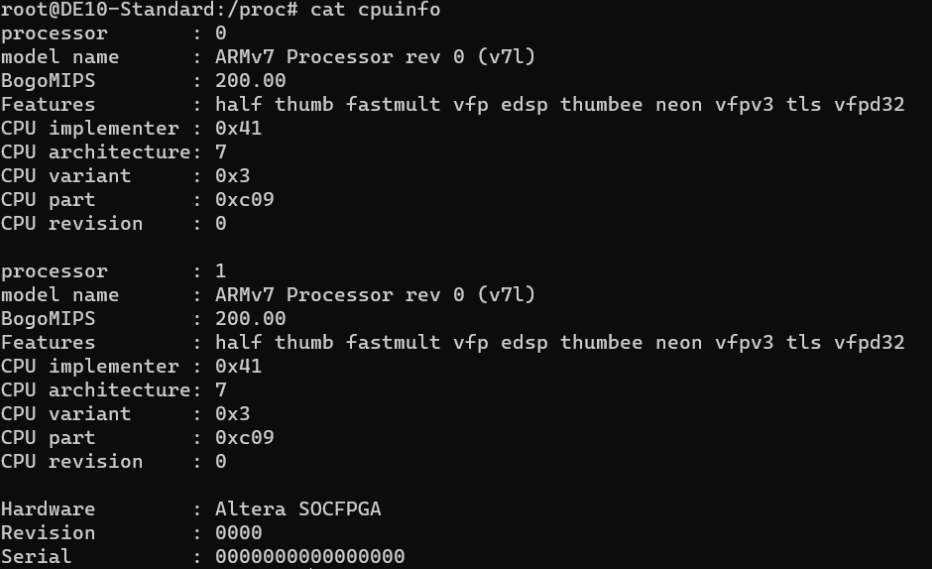 root@DE10-Standard:/proc# cat cpuinfo
processor       : 0
model name      : ARMv7 Processor rev 0 (v7l)
BogoMIPS        : 200.00
Features        : half thumb fastmult vfp edsp thumbee neon vfpv3 tls vfpd32
CPU implementer : 0x41
CPU architecture: 7
CPU variant     : 0x3
CPU part        : 0xc09
CPU revision    : 0

processor       : 1
model name      : ARMv7 Processor rev 0 (v7l)
BogoMIPS        : 200.00
Features        : half thumb fastmult vfp edsp thumbee neon vfpv3 tls vfpd32
CPU implementer : 0x41
CPU architecture: 7
CPU variant     : 0x3
CPU part        : 0xc09
CPU revision    : 0

Hardware        : Altera SOCFPGA
Revision        : 0000
Serial          : 0000000000000000